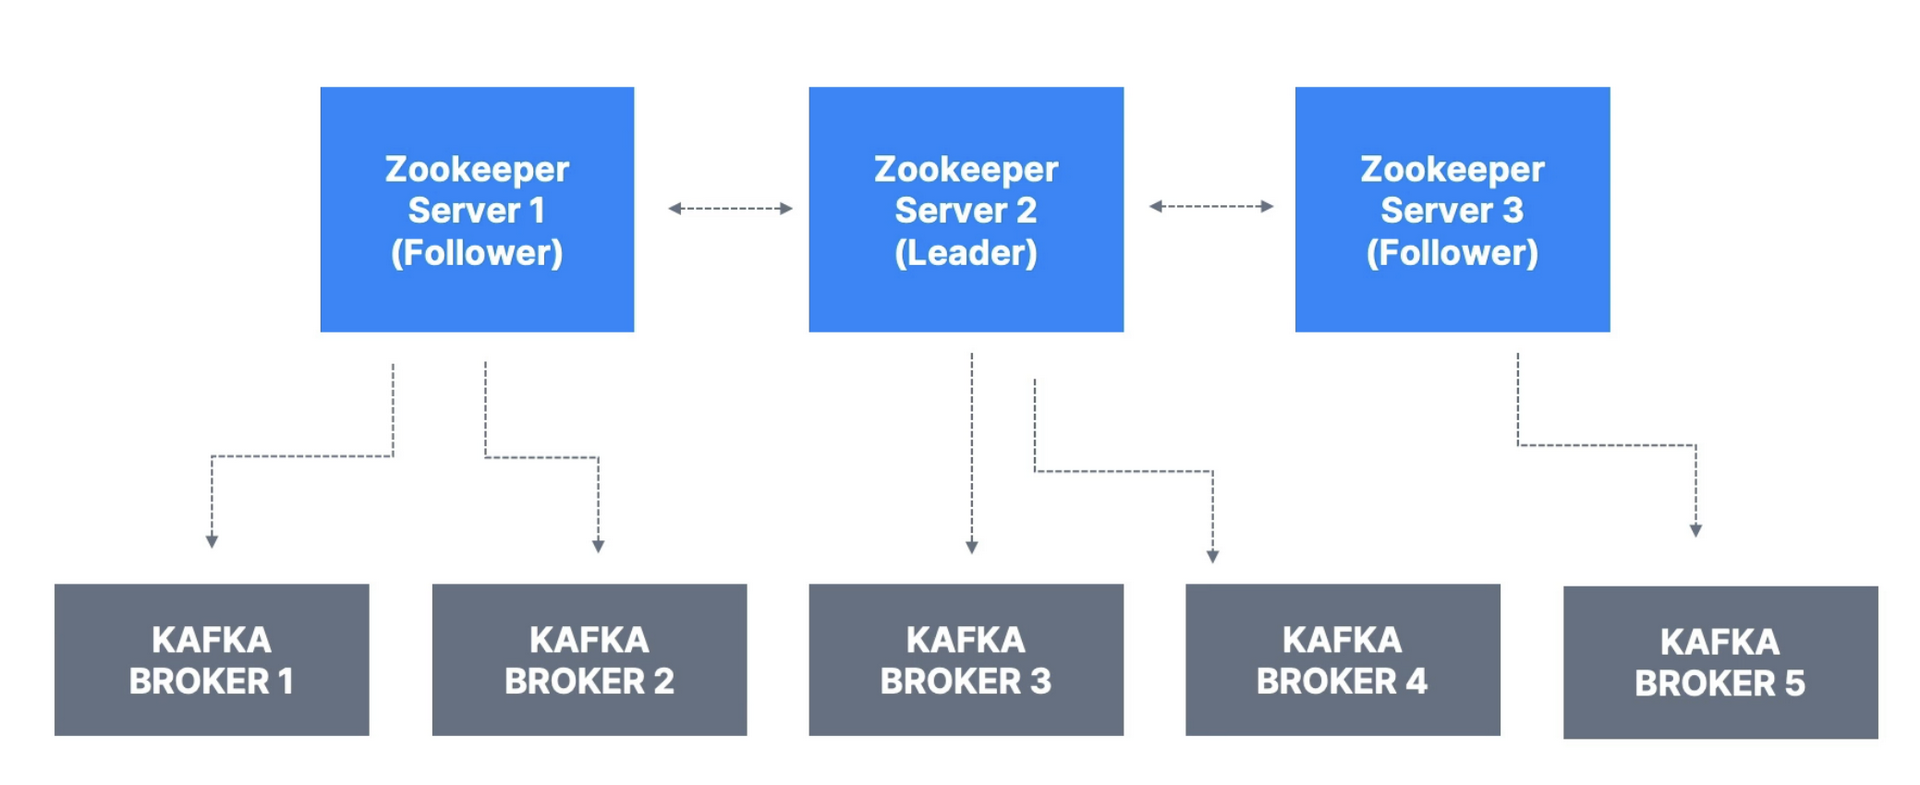 Zookeeper
Server 1
(Follower)
Zookeeper
Server 2
(Leader)
Zookeeper
Server 3
(Follower)
KAFKA
BROKER 1
KAFKA
BROKER 2
KAFKA
BROKER 3
KAFKA
BROKER 4
KAFKA
BROKER 5